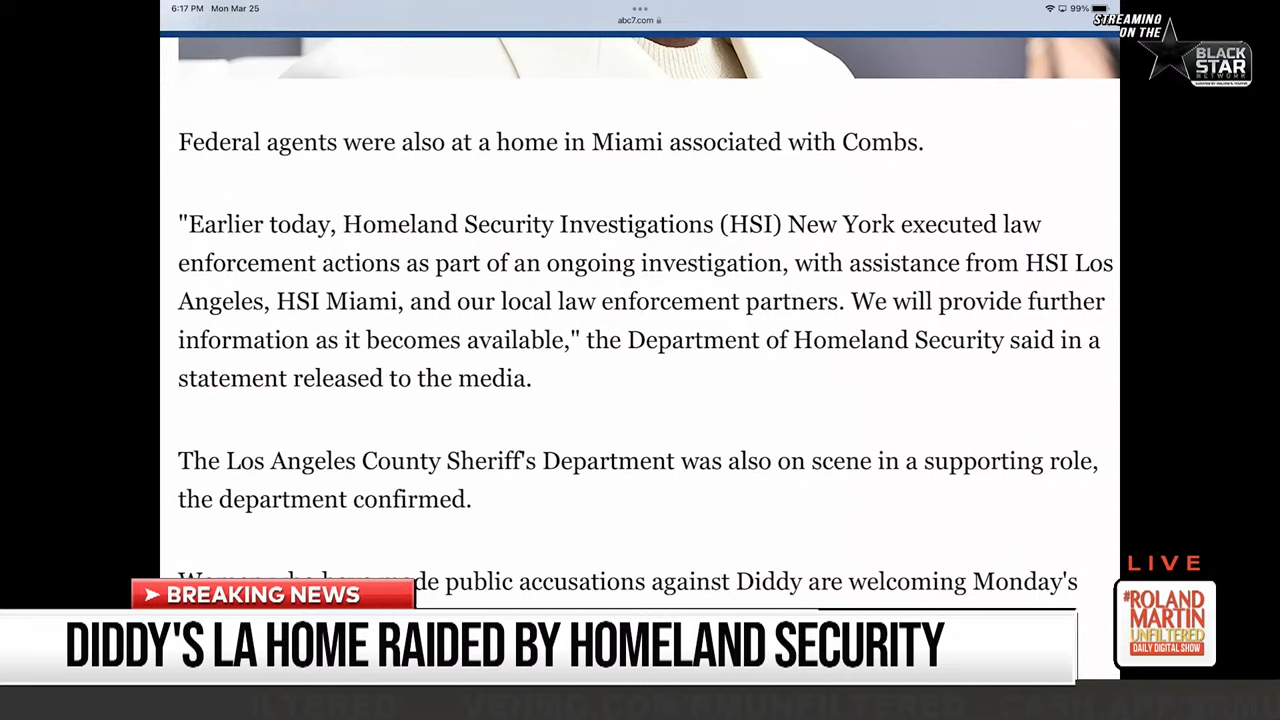 6:17 PM Mon Mar 25
99%
abc7.com
STREAMING
ON THE
BLACK
STAR
NETWORK
Federal agents were also at a home in Miami associated with Combs.
"Earlier today, Homeland Security Investigations (HSI) New York executed law
enforcement actions as part of an ongoing investigation, with assistance from HSI Los
Angeles, HSI Miami, and our local law enforcement partners. We will provide further
information as it becomes available," the Department of Homeland Security said in a
statement released to the media.
The Los Angeles County Sheriff's Department was also on scene in a supporting role,
the department confirmed.
public accusations against Diddy are welcoming Monday's
BREAKING NEWS
DIDDY'S LA HOME RAIDED BY HOMELAND SECURITY
LIVE
#ROLAND
MARTIN
UNFILTERED
DAILY DIGITAL SHOW